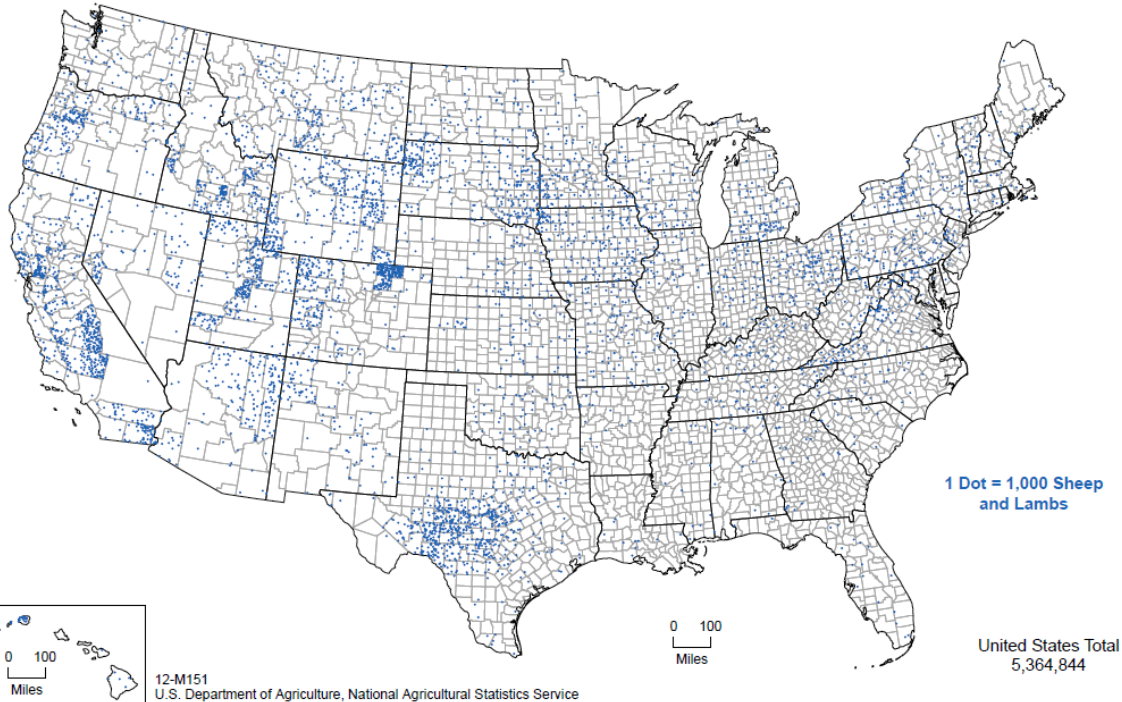 1 Dot = 1,000 Sheep
and Lambs
0 100
Miles
United States Total
5,364,844
0 100
Miles
12-M151
U.S. Department of Agriculture, National Agricultural Statistics Service